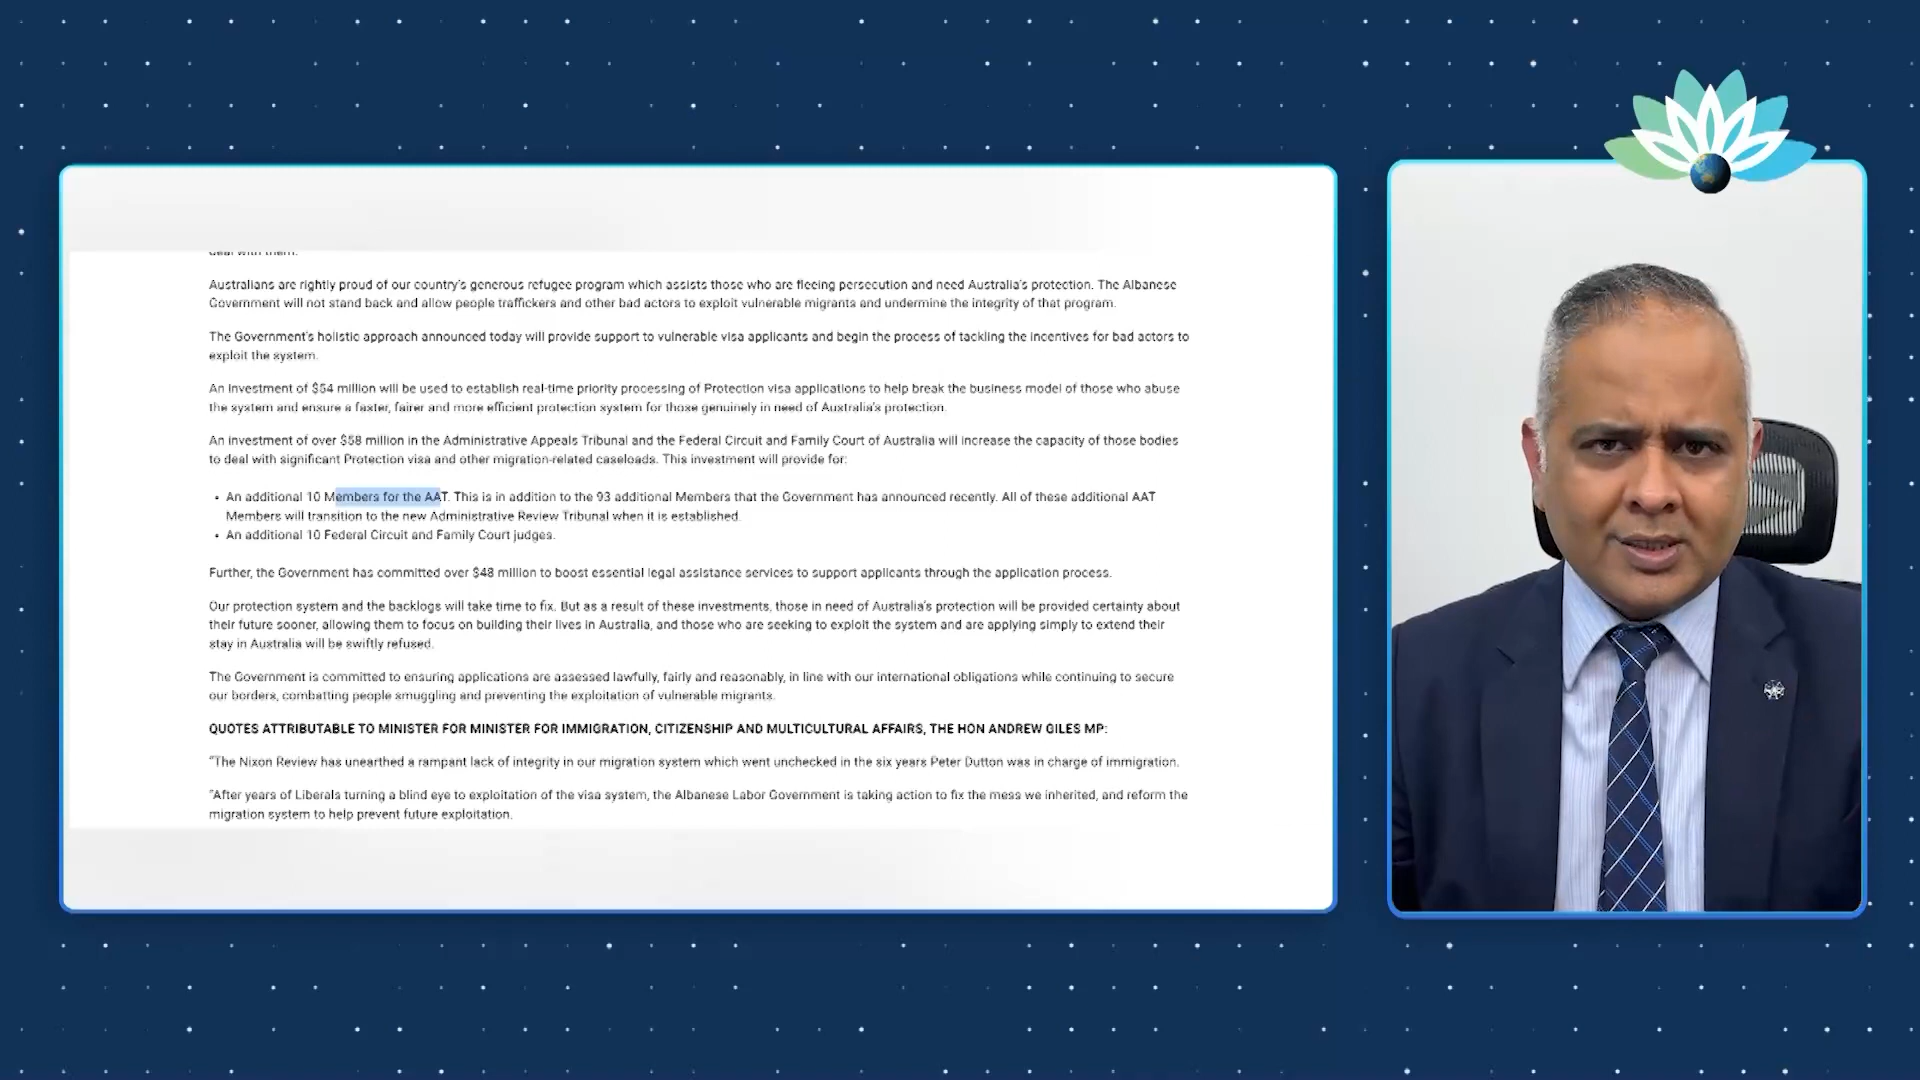 deal with them.
Australians are rightly proud of our country's generous refugee program which assists those who are fleeing persecution and need Australia's protection. The Albanese
Government will not stand back and allow people traffickers and other bad actors to exploit vulnerable migrants and undermine the integrity of that program.
The Government's holistic approach announced today will provide support to vulnerable visa applicants and begin the process of tackling the incentives for bad actors to
exploit the system.
An investment of $54 million will be used to establish real-time priority processing of Protection visa applications to help break the business model of those who abuse
the system and ensure a faster, fairer and more efficient protection system for those genuinely in need of Australia's protection.
An investment of over $58 million in the Administrative Appeals Tribunal and the Federal Circuit and Family Court of Australia will increase the capacity of those bodies
to deal with significant Protection visa and other migration-related caseloads. This investment will provide for:
• An additional 10 Members for the AAT. This is in addition to the 93 additional Members that the Government has announced recently. All of these additional AAT
Members will transition to the new Administrative Review Tribunal when it is established.
• An additional 10 Federal Circuit and Family Court judges.
Further, the Government has committed over $48 million to boost essential legal assistance services to support applicants through the application process.
Our protection system and the backlogs will take time to fix. But as a result of these investments, those in need of Australia's protection will be provided certainty about
their future sooner, allowing them to focus on building their lives in Australia, and those who are seeking to exploit the system and are applying simply to extend their
stay in Australia will be swiftly refused.
The Government is committed to ensuring applications are assessed lawfully, fairly and reasonably, in line with our international obligations while continuing to secure
our borders, combatting people smuggling and preventing the exploitation of vulnerable migrants.
QUOTES ATTRIBUTABLE TO MINISTER FOR MINISTER FOR IMMIGRATION, CITIZENSHIP AND MULTICULTURAL AFFAIRS, THE HON ANDREW GILES MP:
"The Nixon Review has unearthed a rampant lack of integrity in our migration system which went unchecked in the six years Peter Dutton was in charge of immigration.
"After years of Liberals turning a blind eye to exploitation of the visa system, the Albanese Labor Government is taking action to fix the mess we inherited, and reform the
migration system to help prevent future exploitation.